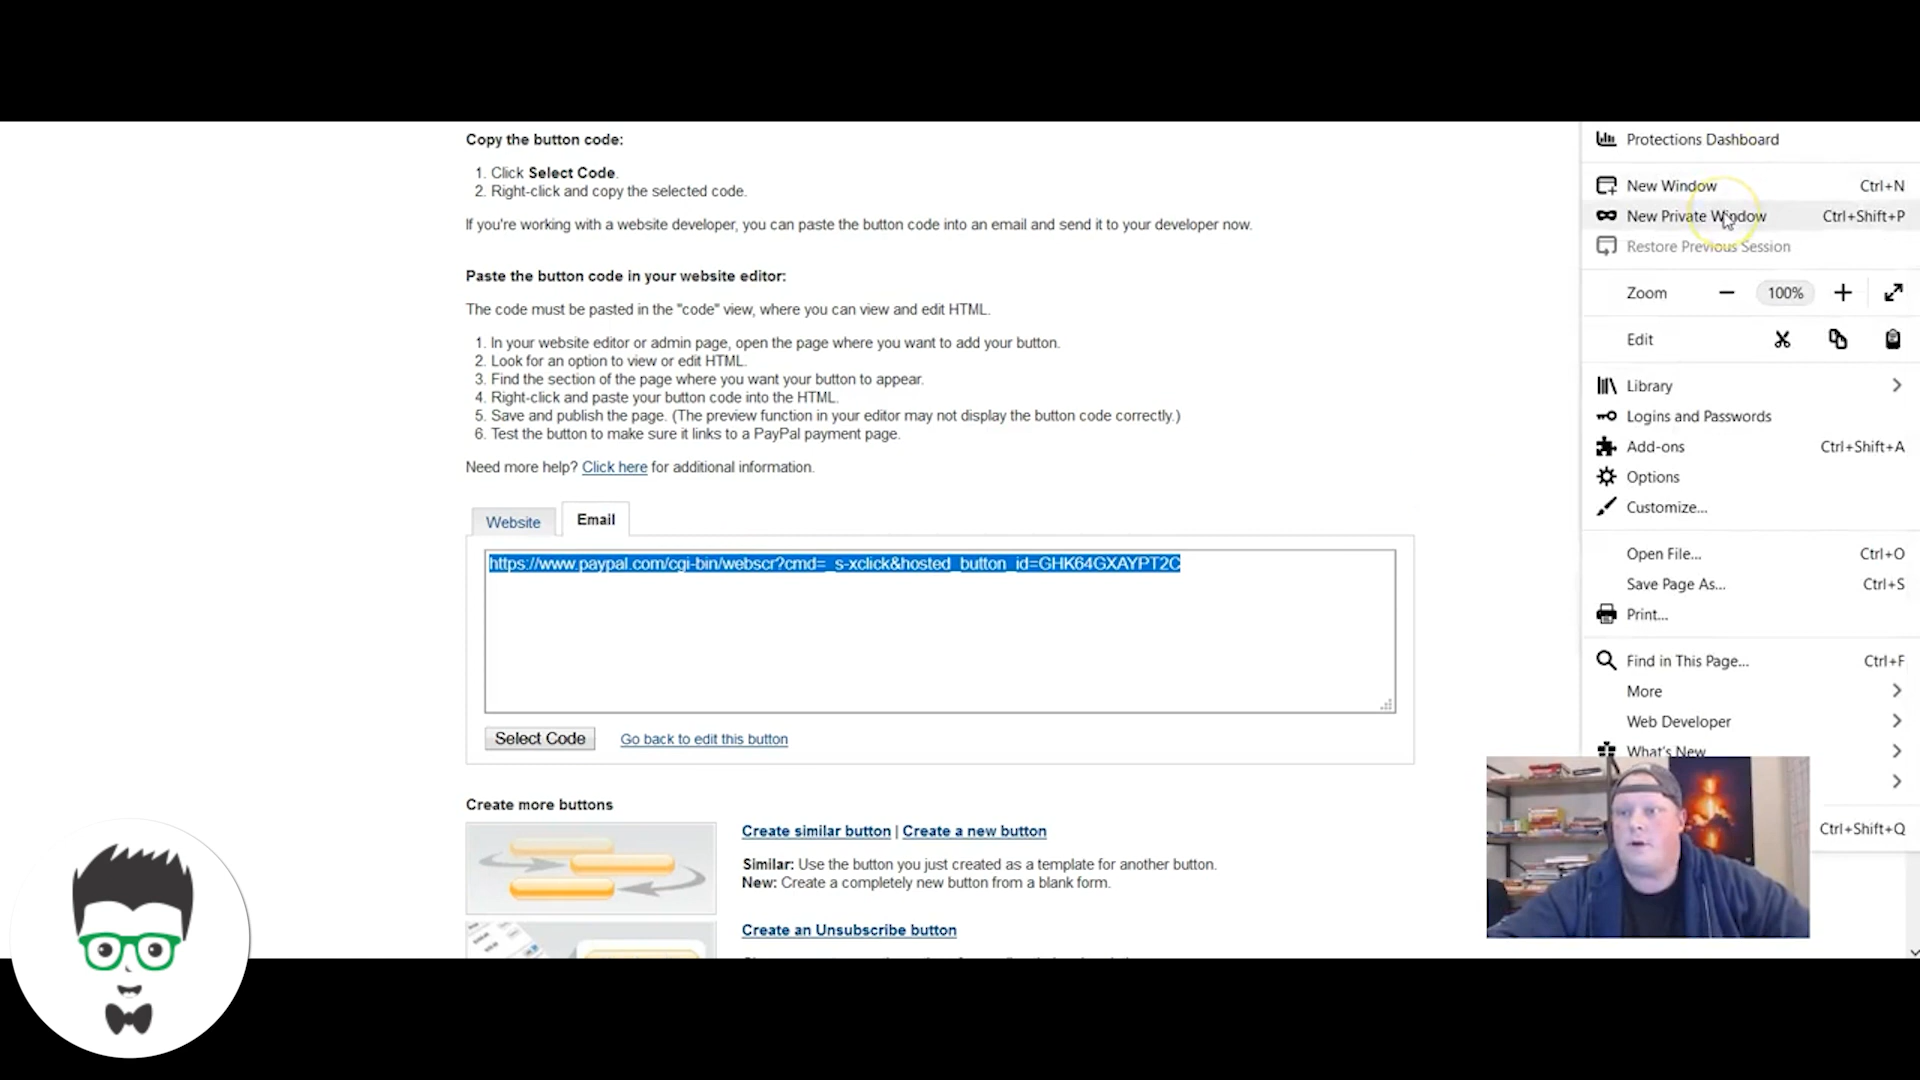 Copy the button code:
1. Click Select Code.
2. Right-click and copy the selected code.
If you're working with a website developer, you can paste the button code into an email and send it to your developer now.
Paste the button code in your website editor:
The code must be pasted in the "code" view, where you can view and edit HTML.
1. In your website editor or admin page, open the page where you want to add your button.
2. Look for an option to view or edit HTML.
3. Find the section of the page where you want your button to appear.
4. Right-click and paste your button code into the HTML.
5. Save and publish the page. (The preview function in your editor may not display the button code correctly.)
6. Test the button to make sure it links to a PayPal payment page.
Need more help? Click here for additional information.
Website Email
https://www.paypal.com/cgi-bin/webscr?cmd=_s-xclick&hosted_button_id=GHK64GXAYPT2C
Select Code Go back to edit this button
Create more buttons
Create similar button | Create a new button
Similar: Use the button you just created as a template for another button.
New: Create a completely new button from a blank form.
Create an Unsubscribe button
Protections Dashboard
New Window Ctrl+N
New Private Window Ctrl+Shift+P
Restore Previous Session
Zoom 100%
Edit
Library
Logins and Passwords
Add-ons Ctrl+Shift+A
Options
Customize...
Open File... Ctrl+O
Save Page As... Ctrl+S
Print...
Find in This Page... Ctrl+F
More
Web Developer
What's New
Ctrl+Shift+Q